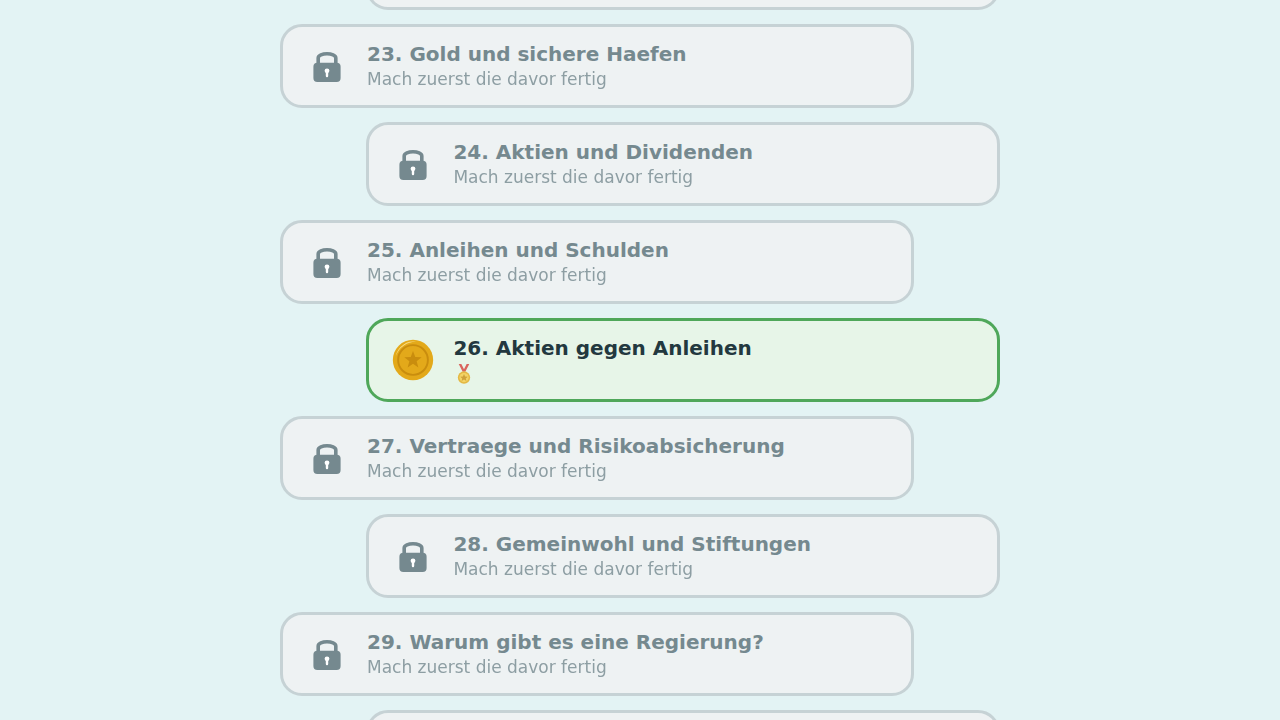 23. Gold und sichere Haefen
Mach zuerst die davor fertig
24. Aktien und Dividenden
Mach zuerst die davor fertig
25. Anleihen und Schulden
Mach zuerst die davor fertig
26. Aktien gegen Anleihen
27. Vertraege und Risikoabsicherung
Mach zuerst die davor fertig
28. Gemeinwohl und Stiftungen
Mach zuerst die davor fertig
29. Warum gibt es eine Regierung?
Mach zuerst die davor fertig